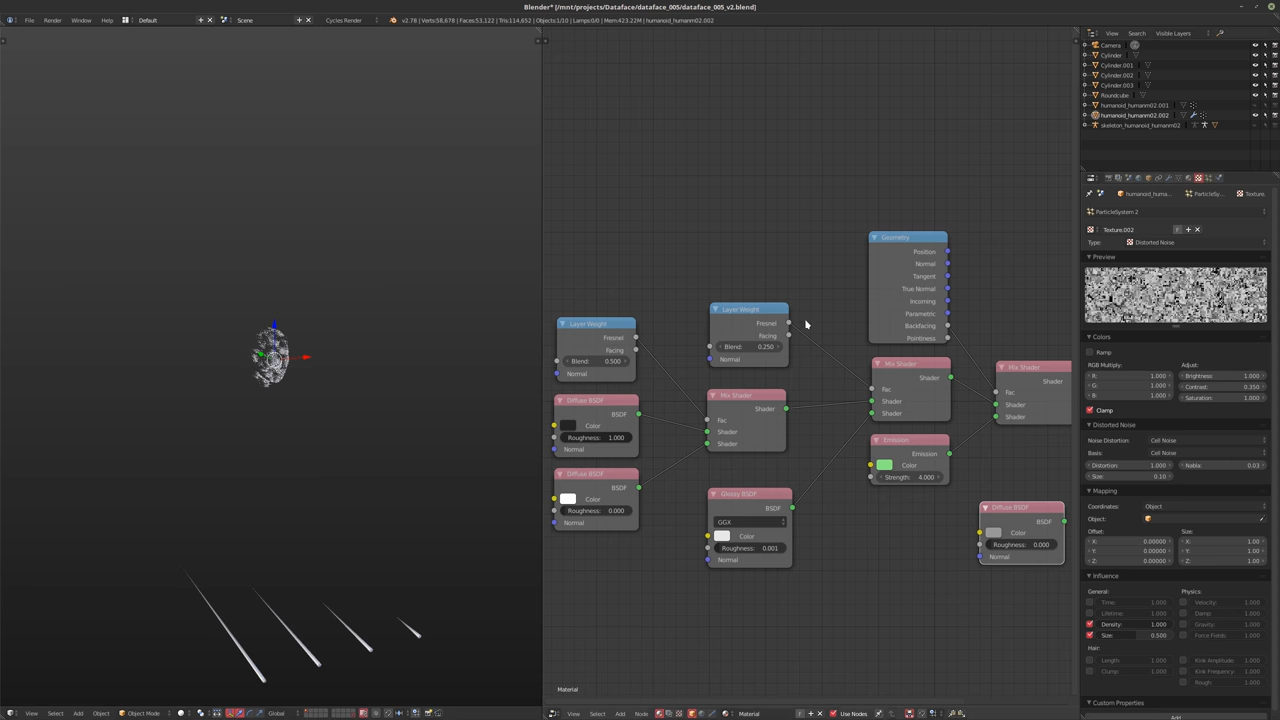 Blender* [/mnt/projects/Dataface/dataface_005/dataface_005_v2.blend]
File Render Window Help Default Scene Cycles Render v2.78 | Verts:58,678 | Faces:53,122 | Tris:114,652 | Objects:1/10 | Lamps:0/0 | Mem:423.22M | humanoid_humanm02.002
View Search Visible Layers
Camera
Cylinder
Cylinder.001
Cylinder.002
Cylinder.003
Roundcube
humanoid_humanm02.001
humanoid_humanm02.002
skeleton_humanoid_humanm02
humanoid_huma...
ParticleSy...
Texture.
ParticleSystem 2
Texture.002
F
Type: Distorted Noise
Preview
Colors
Ramp
RGB Multiply: Adjust:
R: 1.000 Brightness: 1.000
G: 1.000 Contrast: 0.350
B: 1.000 Saturation: 1.000
Clamp
Distorted Noise
Noise Distortion: Cell Noise
Basis: Cell Noise
Distortion: 1.000 Nabla: 0.03
Size: 0.10
Mapping
Coordinates: Object
Object:
Offset: Size:
X: 0.00000 X: 1.00
Y: 0.00000 Y: 1.00
Z: 0.00000 Z: 1.00
Influence
General: Physics:
Time: 1.000 Velocity: 1.000
Lifetime: 1.000 Damp: 1.000
Density: 1.000 Gravity: 1.000
Size: 0.500 Force Fields: 1.000
Hair:
Length: 1.000 Kink Amplitude: 1.000
Clump: 1.000 Kink Frequency: 1.000
Rough: 1.000
Custom Properties
Add
Layer Weight
Fresnel
Facing
Blend: 0.500
Normal
Diffuse BSDF
BSDF
Color
Roughness: 1.000
Normal
Diffuse BSDF
BSDF
Color
Roughness: 0.000
Normal
Layer Weight
Fresnel
Facing
Blend: 0.250
Normal
Mix Shader
Shader
Fac
Shader
Shader
Glossy BSDF
BSDF
GGX
Color
Roughness: 0.001
Normal
Geometry
Position
Normal
Tangent
True Normal
Incoming
Parametric
Backfacing
Pointiness
Mix Shader
Shader
Fac
Shader
Shader
Emission
Emission
Color
Strength: 4.000
Mix Shader
Shader
Fac
Shader
Shader
Diffuse BSDF
BSDF
Color
Roughness: 0.000
Normal
Material
View Select Add Object Object Mode Global
View Select Add Node Material F Use Nodes